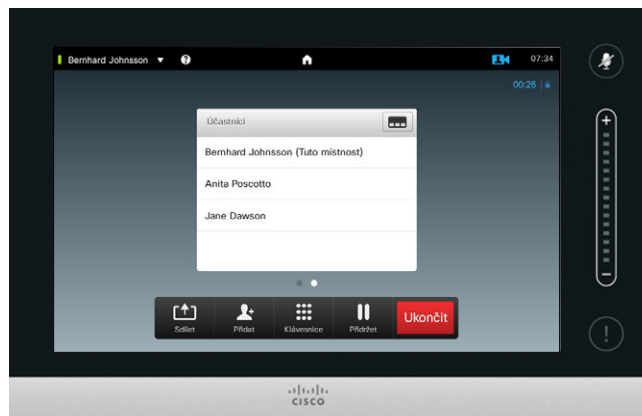 Bernhard Johnsson
?
07:34
00:26
Účastníci
Bernhard Johnsson (Tuto místnost)
Anita Poscotto
Jane Dawson
Sdílet Přidat Klávesnice Přidržet Ukončit
+
−
!
CISCO